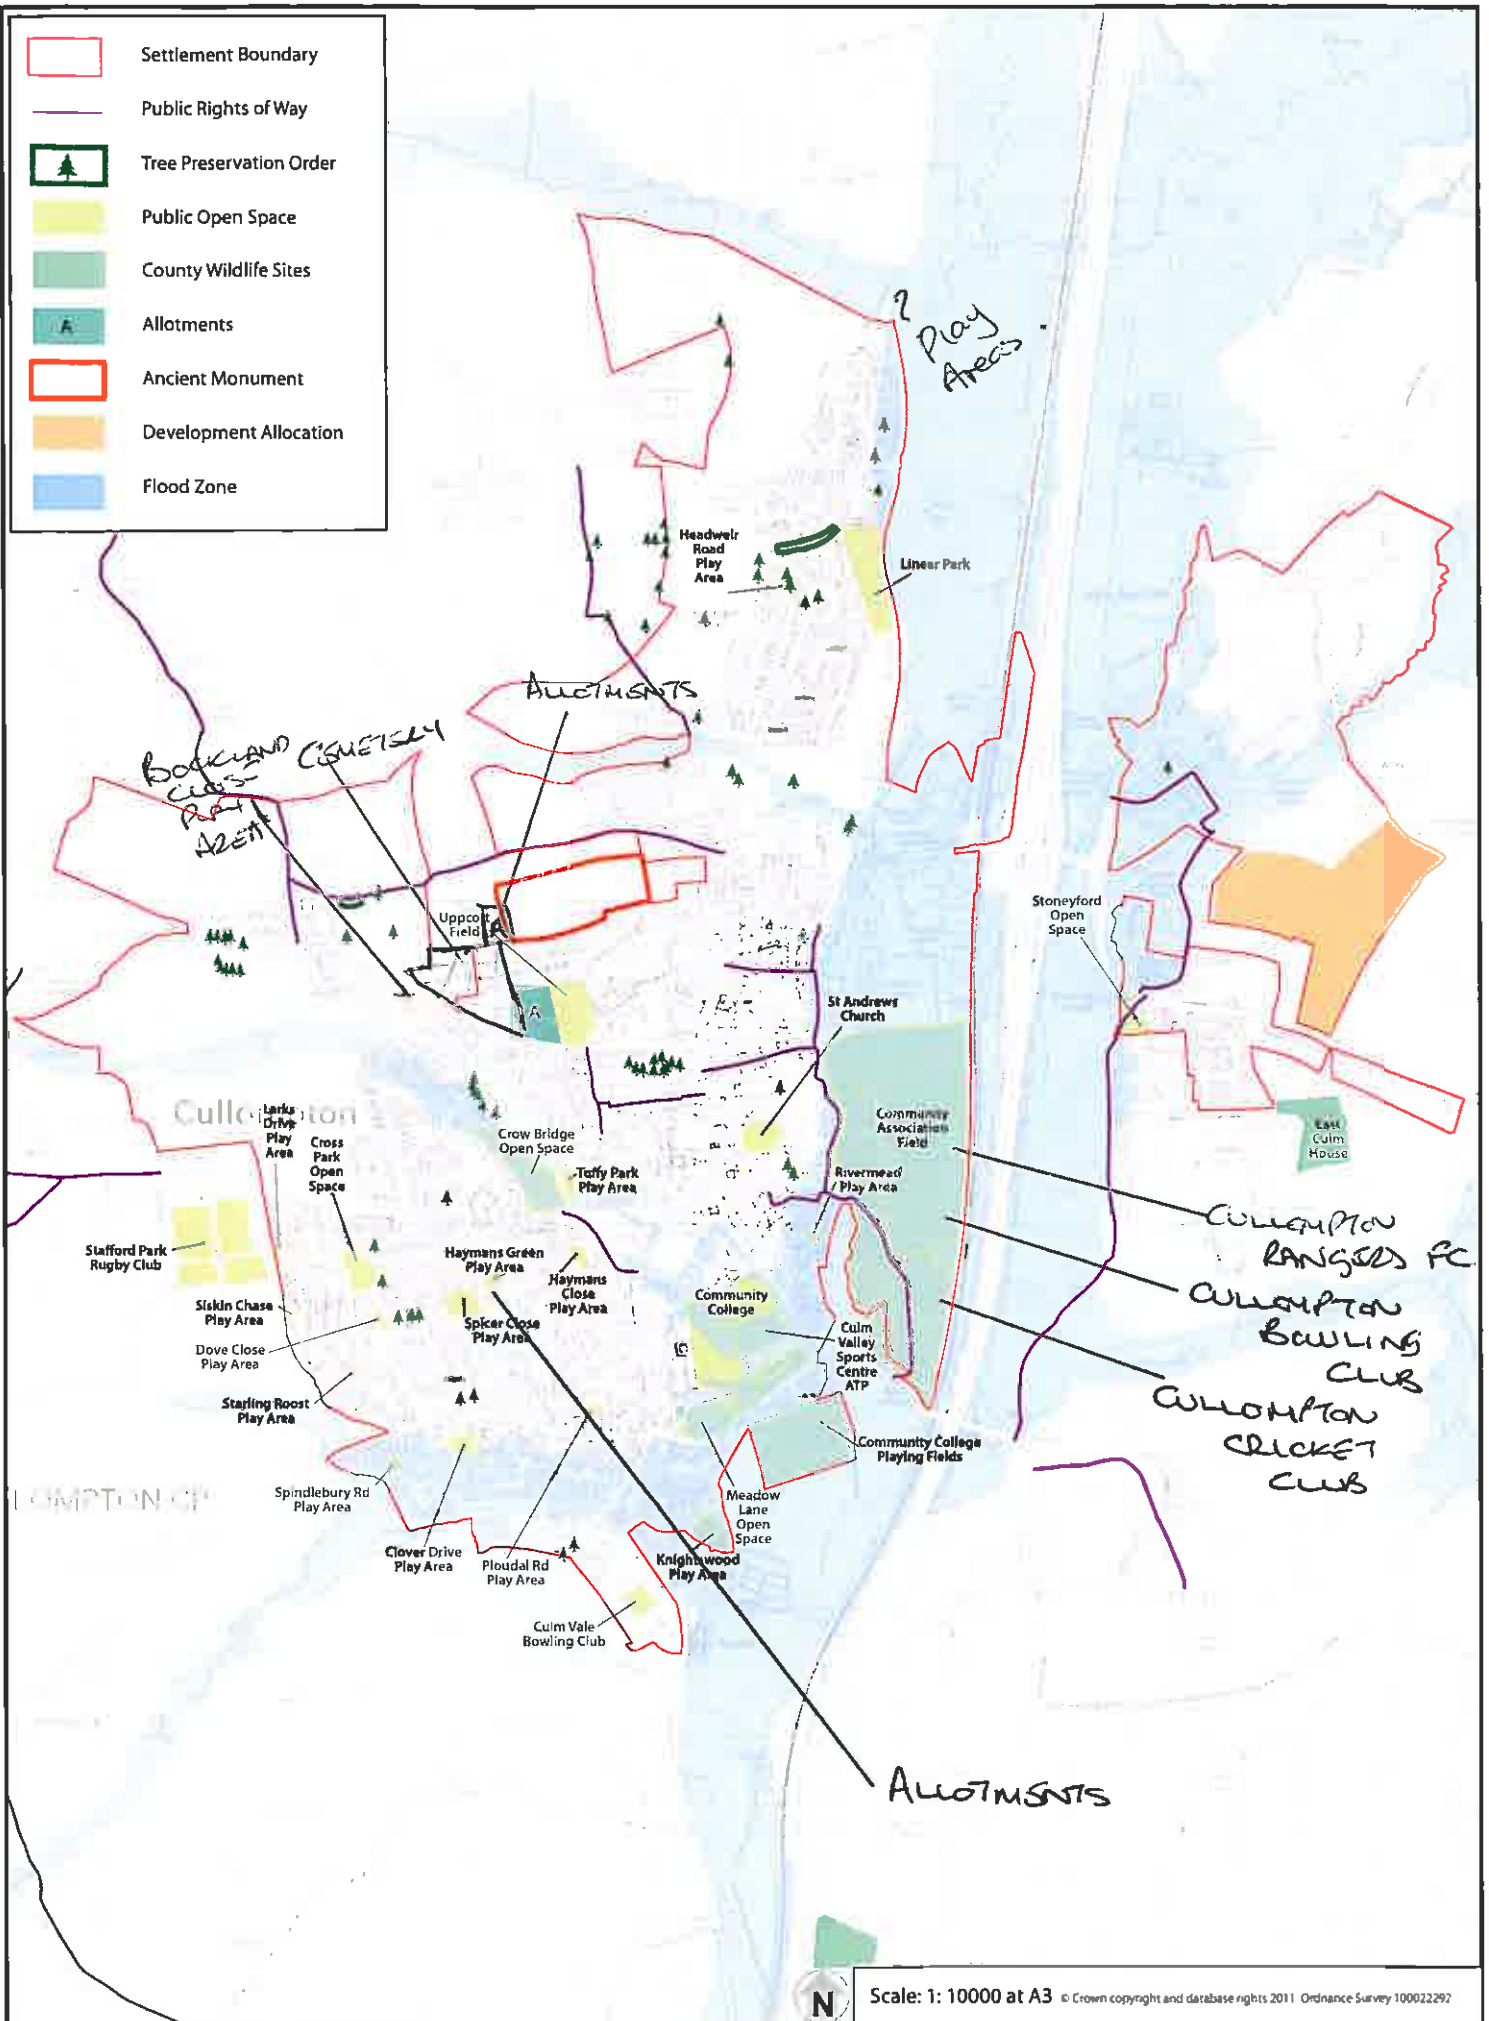 Settlement Boundary
Public Rights of Way
Tree Preservation Order
Public Open Space
County Wildlife Sites
A
Allotments
Ancient Monument
Development Allocation
Flood Zone
2
Play
Areas
Headweir
Road
Play
Area
Linear Park
ALLOTMENTS
BOCKLAND
CLOSE
PLAY
AREA
CEMETERY
Uppcott
Field
A
A
Stoneyford
Open
Space
St Andrews
Church
Cullompton
Larks
Drive
Play
Area
Cross
Park
Open
Space
Crow Bridge
Open Space
Tuffy Park
Play Area
Community
Association
Field
Rivermead
Play Area
East
Culm
House
Stafford Park
Rugby Club
Haymans Green
Play Area
Haymans
Close
Play Area
Community
College
CULLOMPTON
RANGERS FC
Siskin Chase
Play Area
Spicer Close
Play Area
Culm
Valley
Sports
Centre
ATP
CULLOMPTON
BOWLING
CLUB
Dove Close
Play Area
Starling Roost
Play Area
CULLOMPTON
CRICKET
CLUB
Community College
Playing Fields
LOMPTON CP
Spindlebury Rd
Play Area
Meadow
Lane
Open
Space
Clover Drive
Play Area
Ploudal Rd
Play Area
Knightswood
Play Area
Culm Vale
Bowling Club
ALLOTMENTS
N
Scale: 1: 10000 at A3 © Crown copyright and database rights 2011 Ordnance Survey 100022292